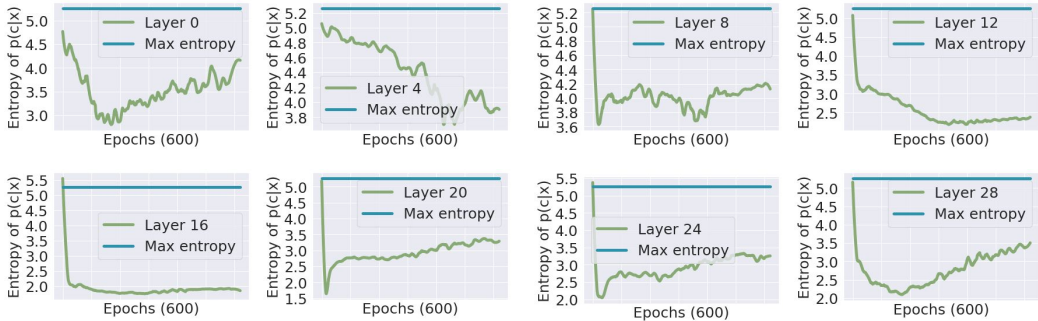 Entropy of p(c|x)
5.0
4.5
4.0
3.5
3.0
Layer 0
Max entropy
Epochs (600)
Entropy of p(c|x)
5.2
5.0
4.8
4.6
4.4
4.2
4.0
3.8
Layer 4
Max entropy
Epochs (600)
Entropy of p(c|x)
5.2
5.0
4.8
4.6
4.4
4.2
4.0
3.8
3.6
Layer 8
Max entropy
Epochs (600)
Entropy of p(c|x)
5.0
4.5
4.0
3.5
3.0
2.5
Layer 12
Max entropy
Epochs (600)
Entropy of p(c|x)
5.5
5.0
4.5
4.0
3.5
3.0
2.5
2.0
Layer 16
Max entropy
Epochs (600)
Entropy of p(c|x)
5.0
4.5
4.0
3.5
3.0
2.5
2.0
1.5
Layer 20
Max entropy
Epochs (600)
Entropy of p(c|x)
5.5
5.0
4.5
4.0
3.5
3.0
2.5
2.0
Layer 24
Max entropy
Epochs (600)
Entropy of p(c|x)
5.0
4.5
4.0
3.5
3.0
2.5
2.0
Layer 28
Max entropy
Epochs (600)